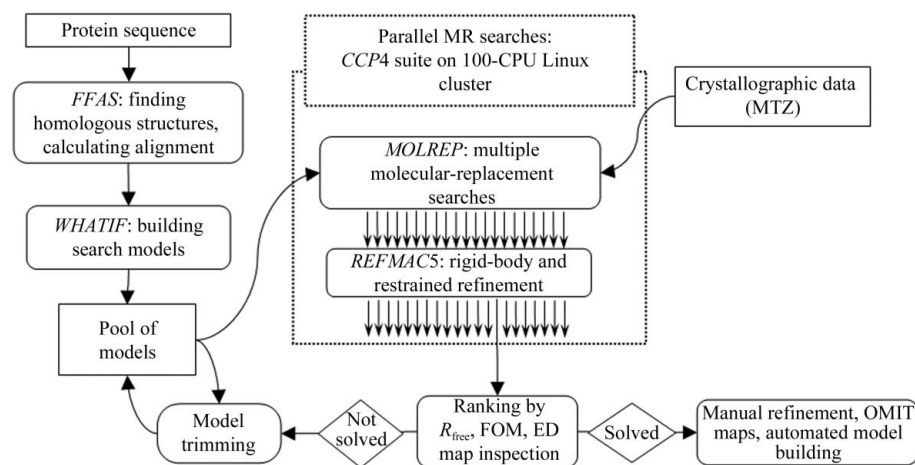 Protein sequence
FFAS: finding
homologous structures,
calculating alignment
WHATIF: building
search models
Pool of
models
Model
trimming
Parallel MR searches:
CCP4 suite on 100-CPU Linux
cluster
Crystallographic data
(MTZ)
MOLREP: multiple
molecular-replacement
searches
REFMAC5: rigid-body and
restrained refinement
Not
solved
Ranking by
Rfree, FOM, ED
map inspection
Solved
Manual refinement, OMIT
maps, automated model
building